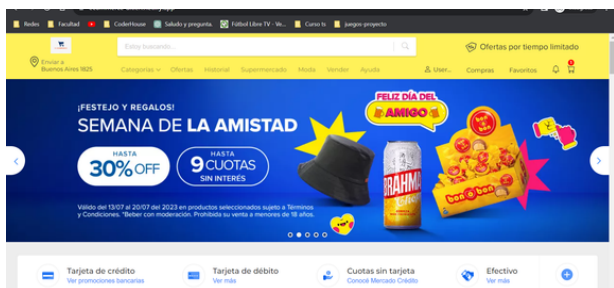 Redes
Facultad
CoderHouse
Saludo y pregunta.
Fútbol Libre TV - Ve...
Curso ts
juegos-proyecto
Estoy buscando...
Ofertas por tiempo limitado
Enviar a
Buenos Aires 1825
Categorías
Ofertas
Historial
Supermercado
Moda
Vender
Ayuda
User...
Compras
Favoritos
¡FESTEJO Y REGALOS!
SEMANA DE LA AMISTAD
HASTA
30% OFF
HASTA
9 CUOTAS
SIN INTERÉS
Válido del 13/07 al 20/07 del 2023 en productos seleccionados sujeto a Términos
y Condiciones. *Beber con moderación. Prohibida su venta a menores de 18 años.
FELIZ DÍA DEL
AMIGO
BRAHMA
bon o bon
Tarjeta de crédito
Ver promociones bancarias
Tarjeta de débito
Ver más
Cuotas sin tarjeta
Conocé Mercado Crédito
Efectivo
Ver más